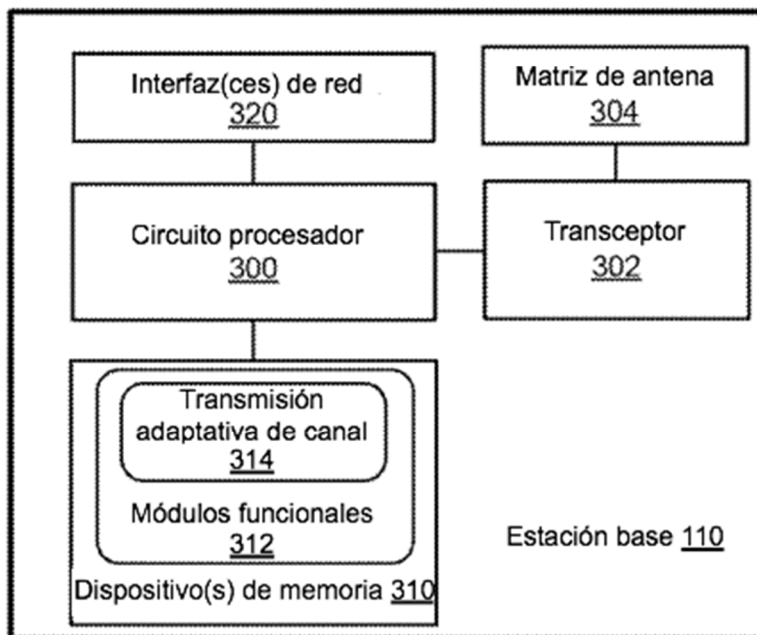 Interfaz(ces) de red
320
Matriz de antena
304
Circuito procesador
300
Transceptor
302
Transmisión
adaptativa de canal
314
Módulos funcionales
312
Dispositivo(s) de memoria 310
Estación base 110